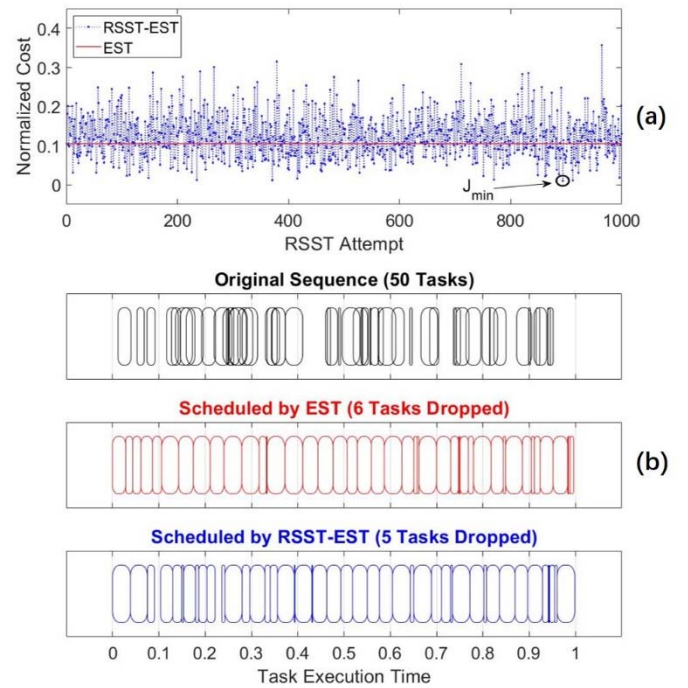 0.4
0.3
0.2
0.1
0
Normalized Cost
RSST-EST
EST
J_min
(a)
0 200 400 600 800 1000
RSST Attempt
Original Sequence (50 Tasks)
Scheduled by EST (6 Tasks Dropped)
(b)
Scheduled by RSST-EST (5 Tasks Dropped)
0 0.1 0.2 0.3 0.4 0.5 0.6 0.7 0.8 0.9 1
Task Execution Time